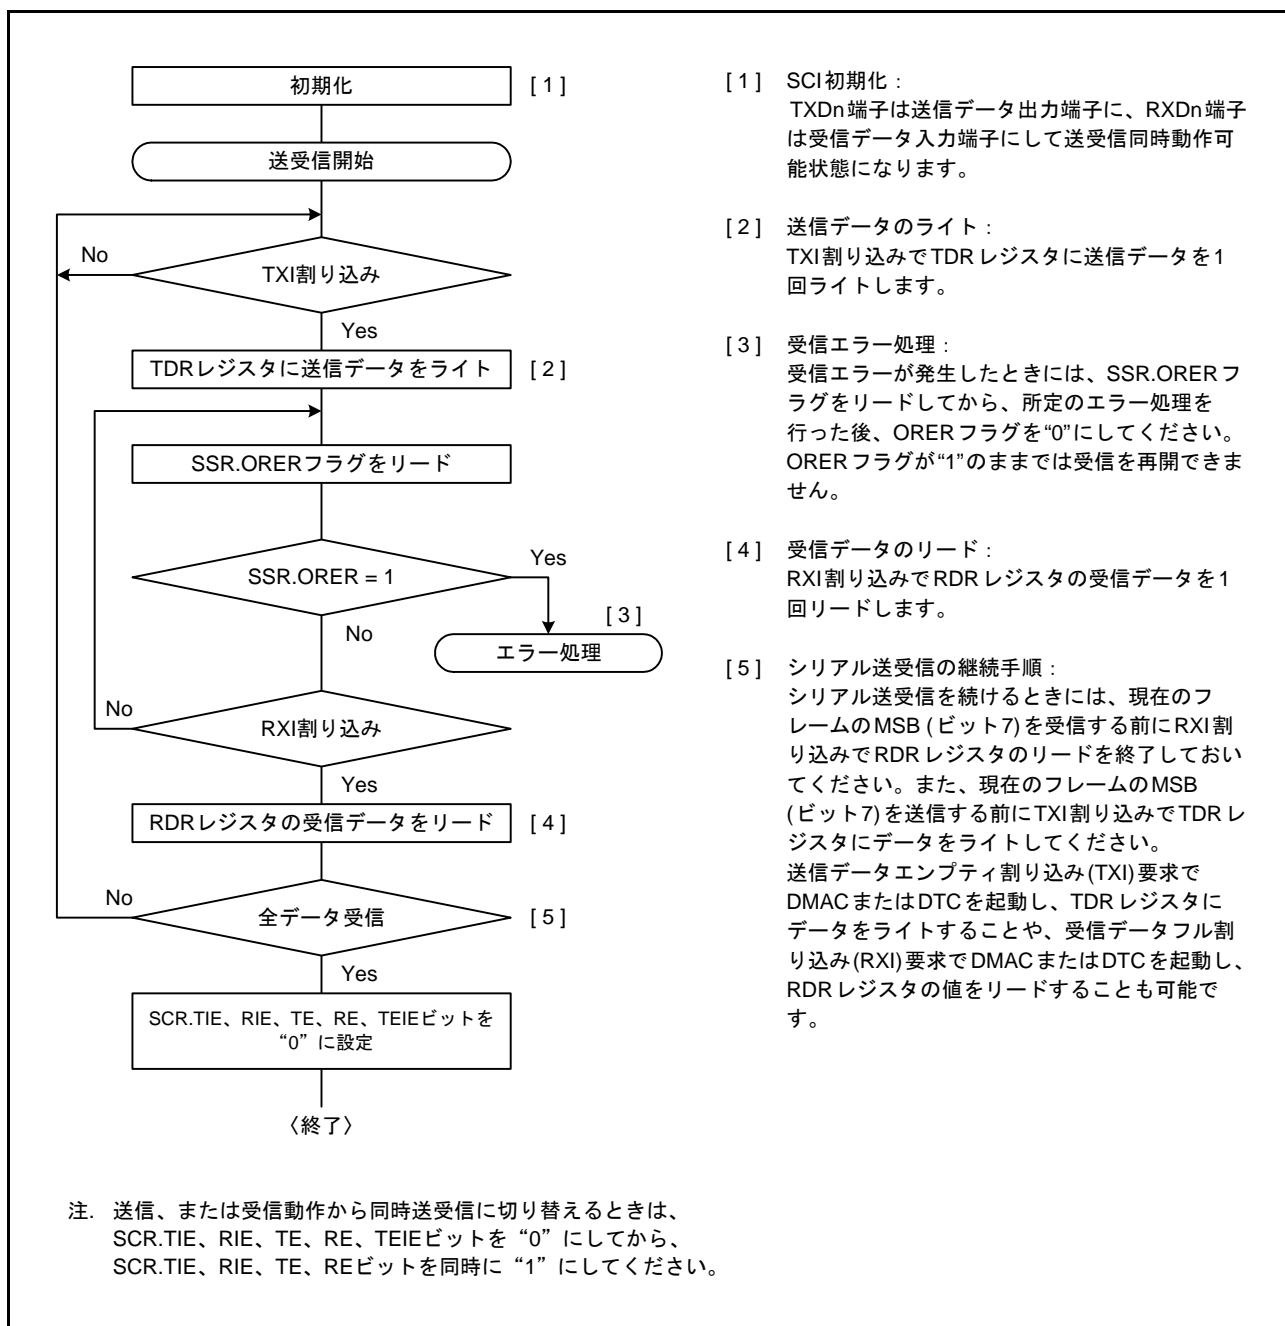 初期化
[ 1 ]
送受信開始
No
TXI割り込み
Yes
TDRレジスタに送信データをライト
[ 2 ]
SSR.ORERフラグをリード
SSR.ORER = 1
Yes
[ 3 ]
No
エラー処理
No
RXI割り込み
Yes
RDRレジスタの受信データをリード
[ 4 ]
No
全データ受信
[ 5 ]
Yes
SCR.TIE、RIE、TE、RE、TEIEビットを
“0”に設定
〈終了〉
[ 1 ] SCI初期化：
TXDn端子は送信データ出力端子に、RXDn端子
は受信データ入力端子にして送受信同時動作可
能状態になります。
[ 2 ] 送信データのライト：
TXI割り込みでTDRレジスタに送信データを1
回ライトします。
[ 3 ] 受信エラー処理：
受信エラーが発生したときには、SSR.ORERフ
ラグをリードしてから、所定のエラー処理を
行った後、ORERフラグを“0”にしてください。
ORERフラグが“1”のままでは受信を再開できま
せん。
[ 4 ] 受信データのリード：
RXI割り込みでRDRレジスタの受信データを1
回リードします。
[ 5 ] シリアル送受信の継続手順：
シリアル送受信を続けるときには、現在のフ
レームのMSB (ビット7)を受信する前にRXI割
り込みでRDRレジスタのリードを終了しておい
てください。また、現在のフレームのMSB
(ビット7)を送信する前にTXI割り込みでTDRレ
ジスタにデータをライトしてください。
送信データエンプティ割り込み(TXI)要求で
DMACまたはDTCを起動し、TDRレジスタに
データをライトすることや、受信データフル割
り込み(RXI)要求でDMACまたはDTCを起動し、
RDRレジスタの値をリードすることも可能で
す。
注. 送信、または受信動作から同時送受信に切り替えるときは、
SCR.TIE、RIE、TE、RE、TEIEビットを“0”にしてから、
SCR.TIE、RIE、TE、REビットを同時に“1”にしてください。